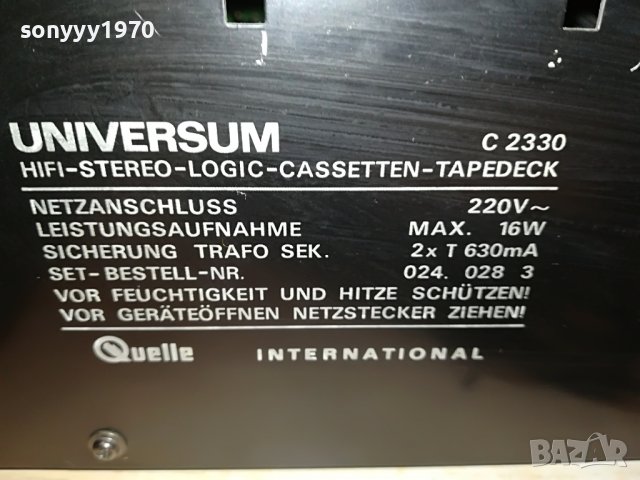 sonyyy1970
UNIVERSUM C 2330
HIFI-STEREO-LOGIC-CASSETTEN-TAPEDECK
NETZANSCHLUSS 220V~
LEISTUNGSAUFNAHME MAX. 16W
SICHERUNG TRAFO SEK. 2x T 630mA
SET-BESTELL-NR. 024. 028 3
VOR FEUCHTIGKEIT UND HITZE SCHÜTZEN!
VOR GERÄTEÖFFNEN NETZSTECKER ZIEHEN!
Quelle INTERNATIONAL
BAZAR